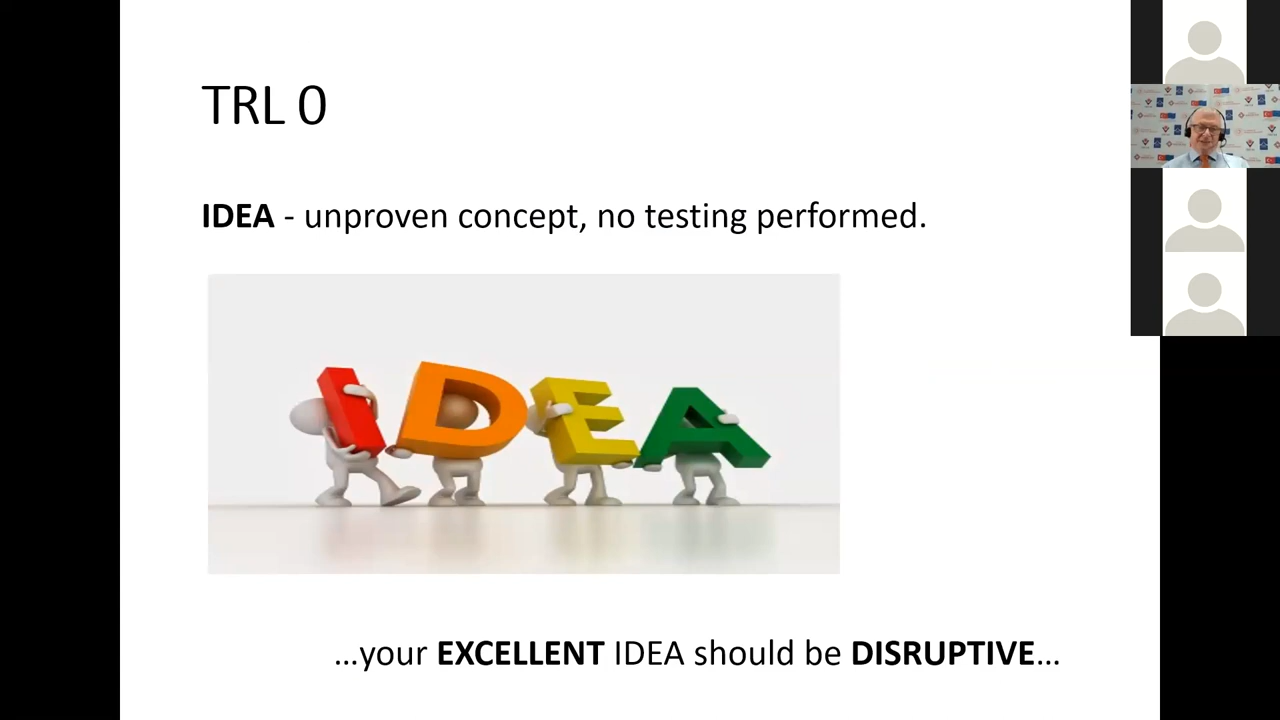 TRL 0
IDEA - unproven concept, no testing performed.
IDEA
...your EXCELLENT IDEA should be DISRUPTIVE...